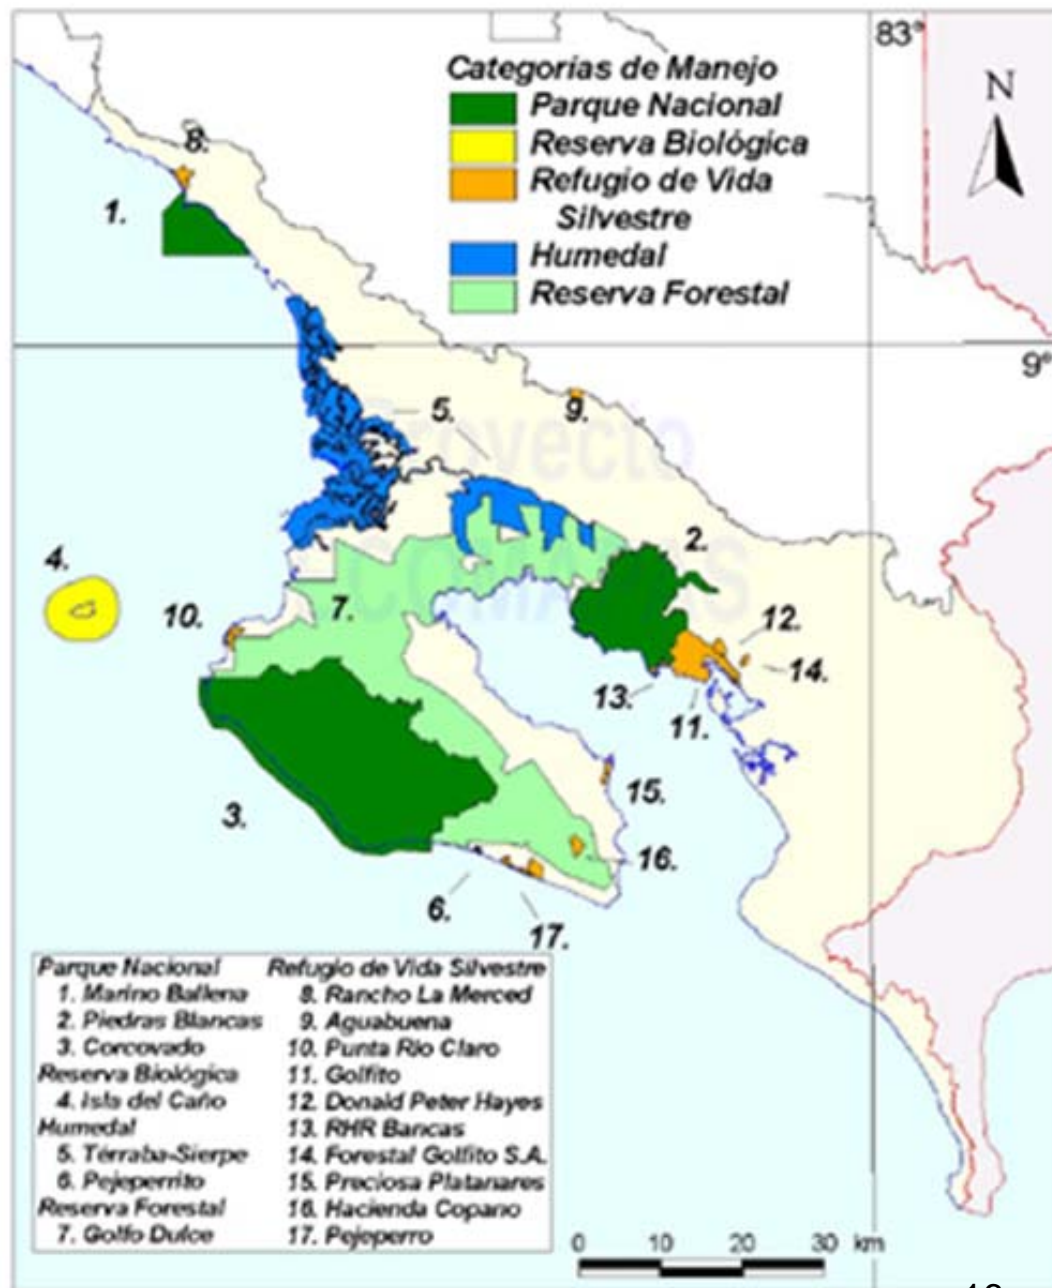 83°
N
Categorias de Manejo
Parque Nacional
Reserva Biológica
Refugio de Vida
Silvestre
Humedal
Reserva Forestal
8.
1.
9°
5.
9.
4.
2.
10.
7.
12.
14.
13.
11.
3.
15.
16.
6.
17.
Proyecto
Parque Nacional
1. Marino Ballena
2. Piedras Blancas
3. Corcovado
Reserva Biológica
4. Isla del Caño
Humedal
5. Térraba-Sierpe
6. Pejeperrito
Reserva Forestal
7. Golfo Dulce
Refugio de Vida Silvestre
8. Rancho La Merced
9. Aguabuena
10. Punta Rio Claro
11. Golfito
12. Donald Peter Hayes
13. RHR Bancas
14. Forestal Golfito S.A.
15. Preciosa Platanares
16. Hacienda Copano
17. Pejeperro
0 10 20 30 km